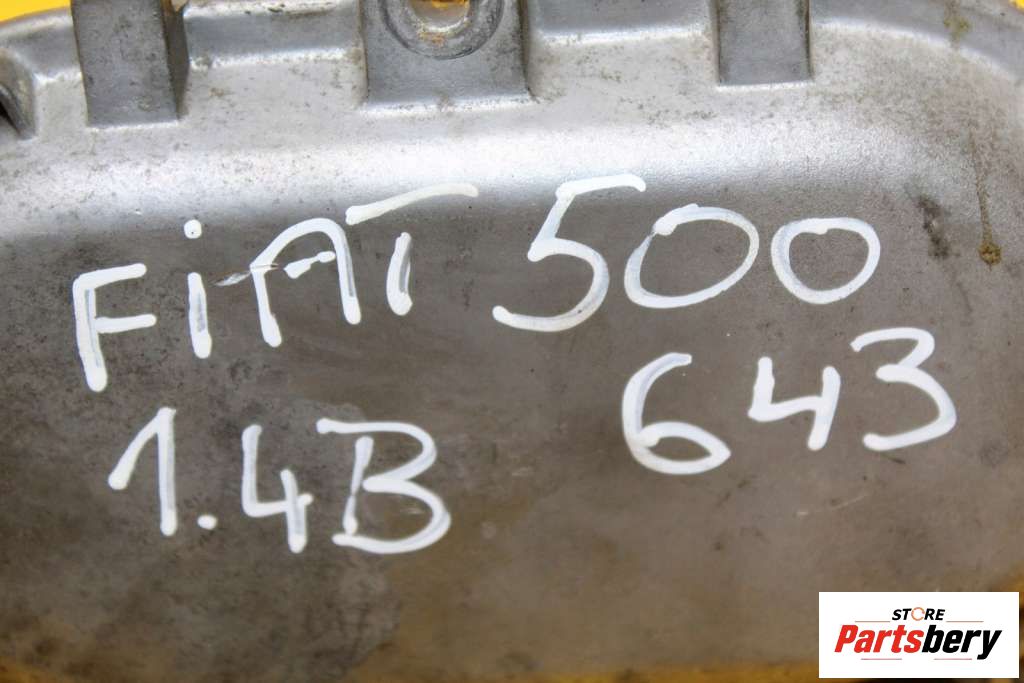 FiAT 500
1.4B 643
STORE
Partsbery